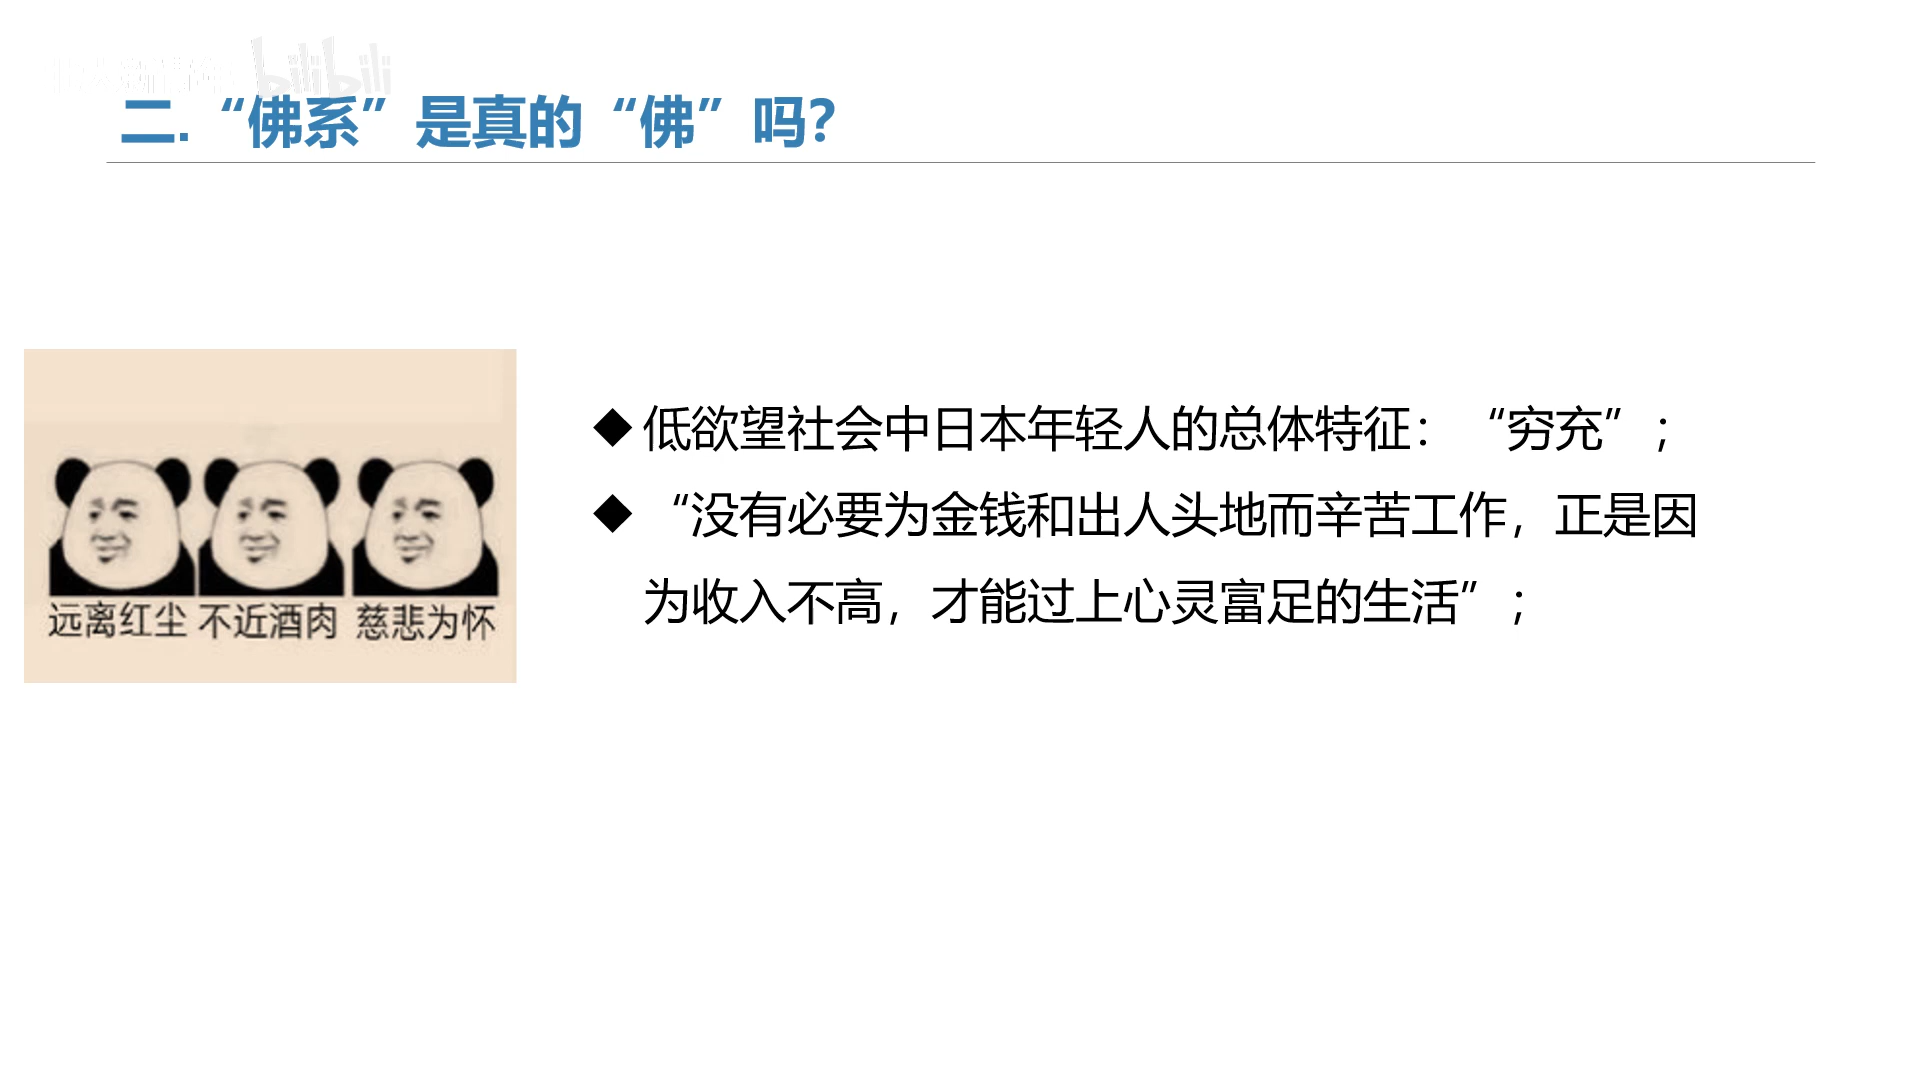 bilibili
二.“佛系”是真的“佛”吗？
◆低欲望社会中日本年轻人的总体特征：“穷充”；
◆“没有必要为金钱和出人头地而辛苦工作，正是因
为收入不高，才能过上心灵富足的生活”；
远离红尘 不近酒肉 慈悲为怀